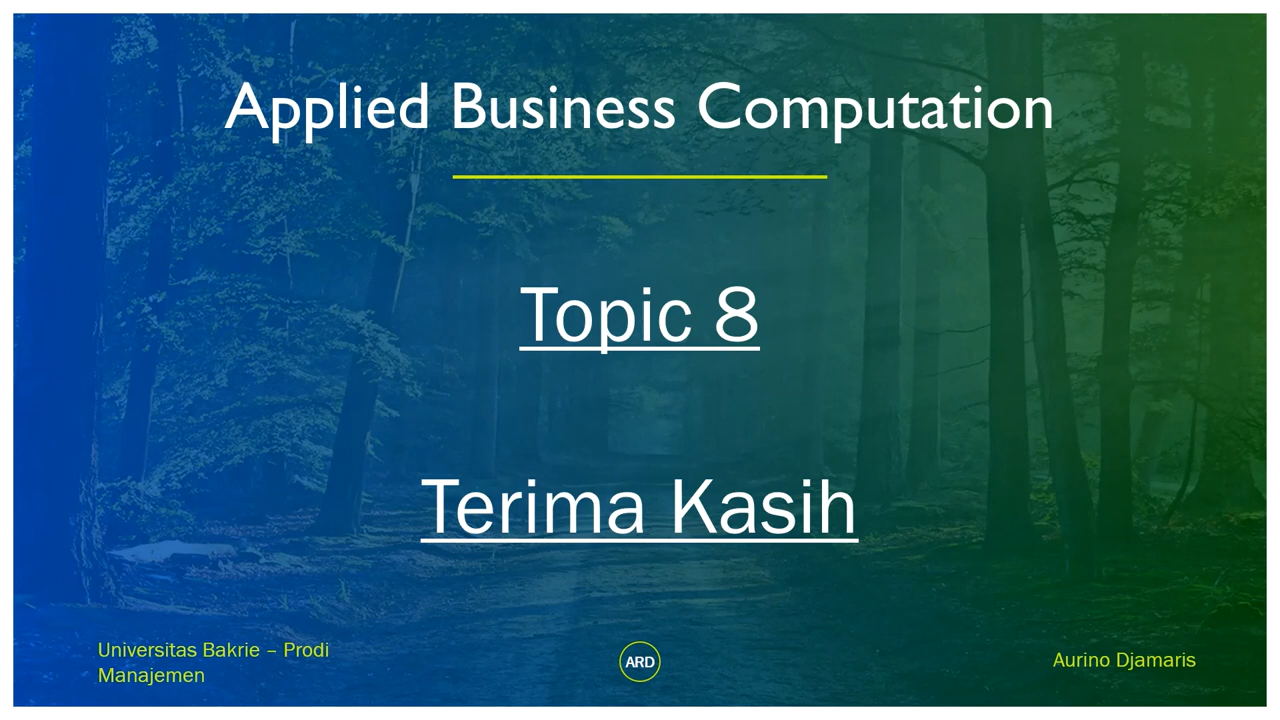 Applied Business Computation
Topic 8
Terima Kasih
Universitas Bakrie – Prodi
Manajemen
ARD
Aurino Djamaris